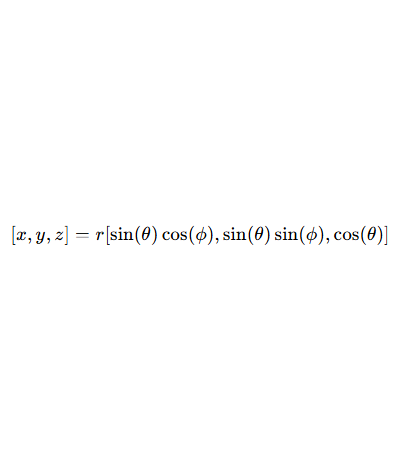 [x, y, z] = r[sin(θ) cos(ϕ), sin(θ) sin(ϕ), cos(θ)]